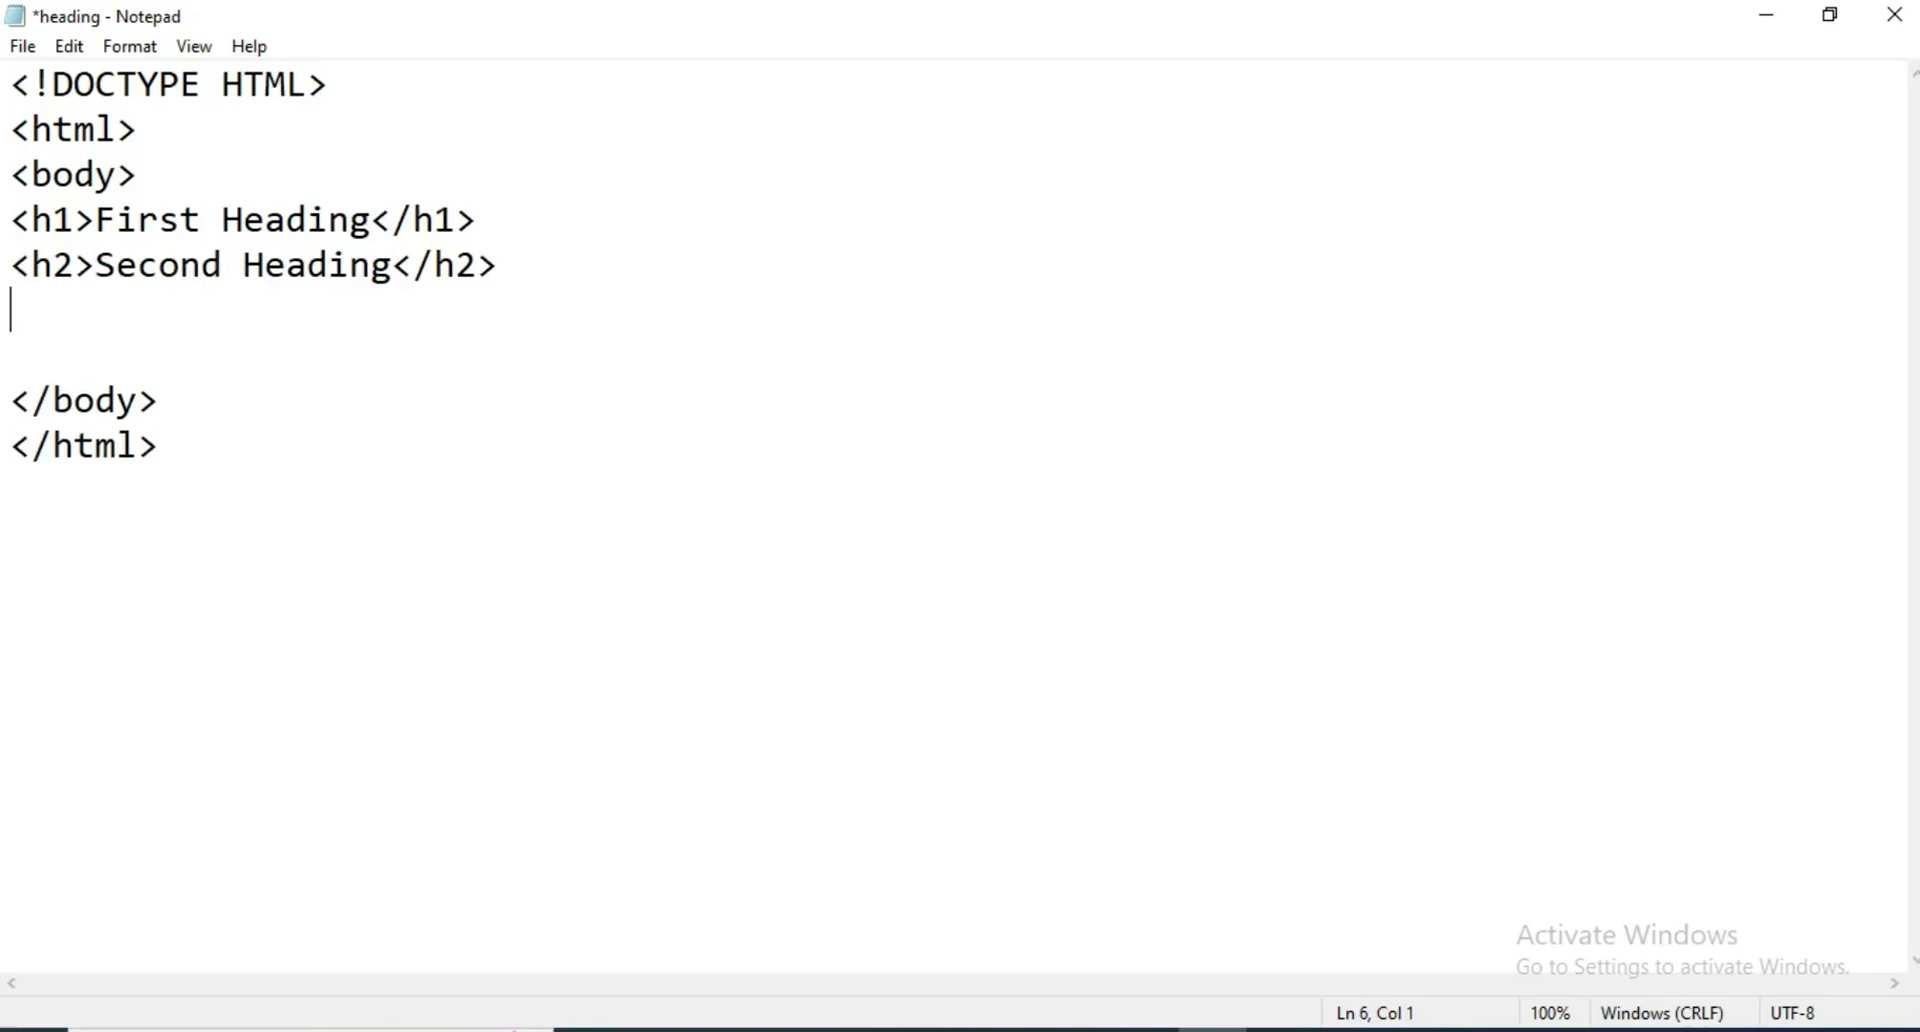 *heading - Notepad
File Edit Format View Help
<!DOCTYPE HTML>
<html>
<body>
<h1>First Heading</h1>
<h2>Second Heading</h2>
</body>
</html>
Activate Windows
Go to Settings to activate Windows.
Ln 6, Col 1 100% Windows (CRLF) UTF-8